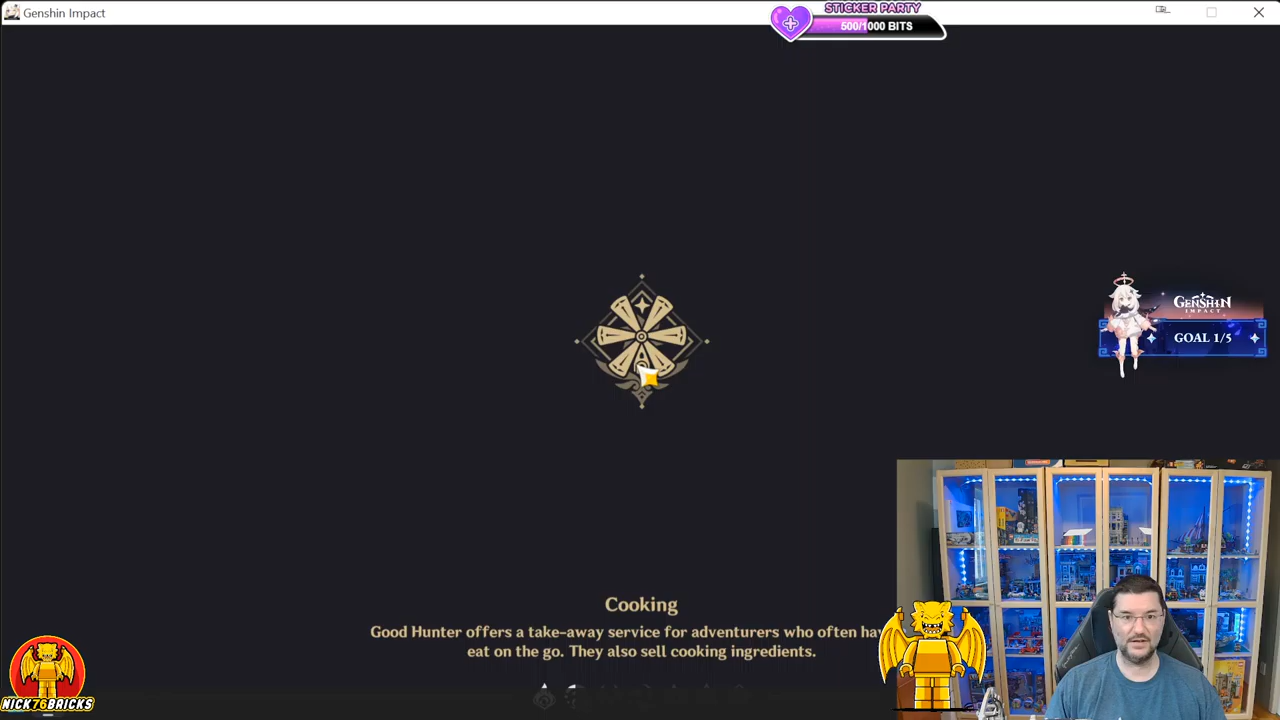 Genshin Impact
STICKER PARTY
500/1000 BITS
GENSHIN
IMPACT
GOAL 1/5
Cooking
Good Hunter offers a take-away service for adventurers who often hav
eat on the go. They also sell cooking ingredients.
NICK76BRICKS